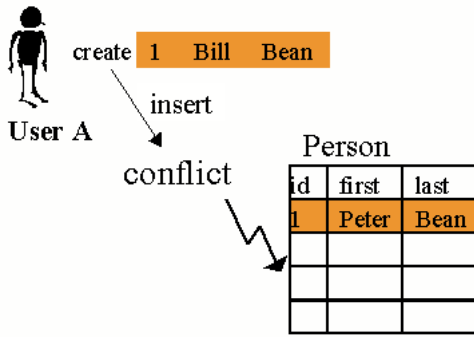 create 1 Bill Bean
insert
User A
conflict
Person
id first last
1 Peter Bean